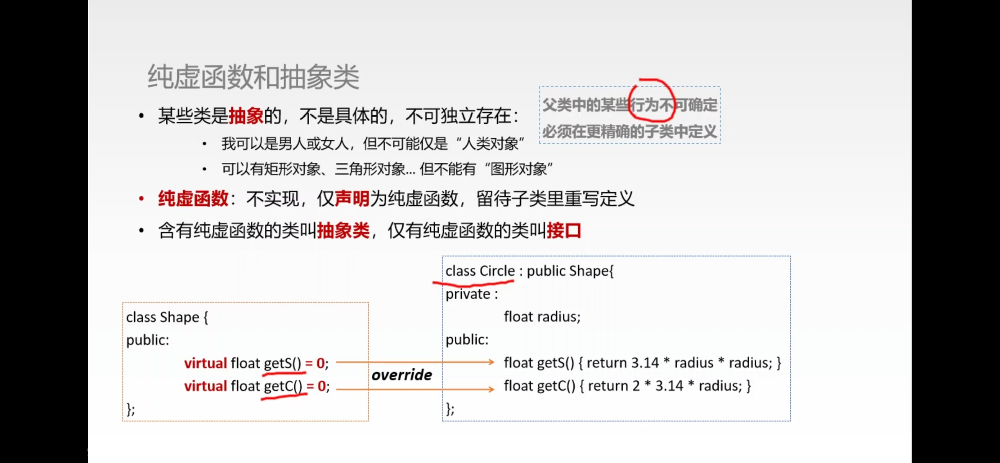 纯虚函数和抽象类
父类中的某些行为不可确定
必须在更精确的子类中定义
• 某些类是抽象的，不是具体的，不可独立存在：
• 我可以是男人或女人，但不可能仅是“人类对象”
• 可以有矩形对象、三角形对象... 但不能有“图形对象”
• 纯虚函数：不实现，仅声明为纯虚函数，留待子类里重写定义
• 含有纯虚函数的类叫抽象类，仅有纯虚函数的类叫接口
class Shape {
public:
virtual float getS() = 0;
virtual float getC() = 0;
};
override
class Circle : public Shape{
private :
float radius;
public:
float getS() { return 3.14 * radius * radius; }
float getC() { return 2 * 3.14 * radius; }
};